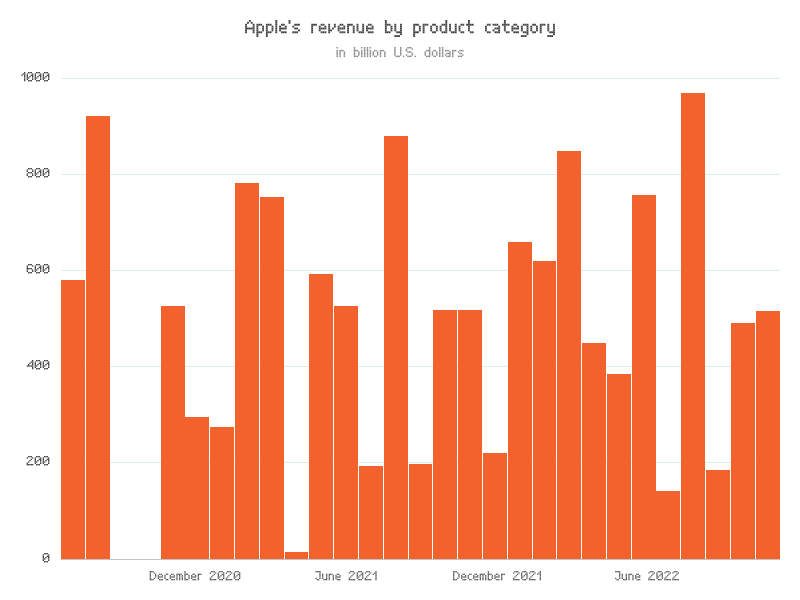 Apple's revenue by product category
in billion U.S. dollars
1000
800
600
400
200
0
December 2020
June 2021
December 2021
June 2022